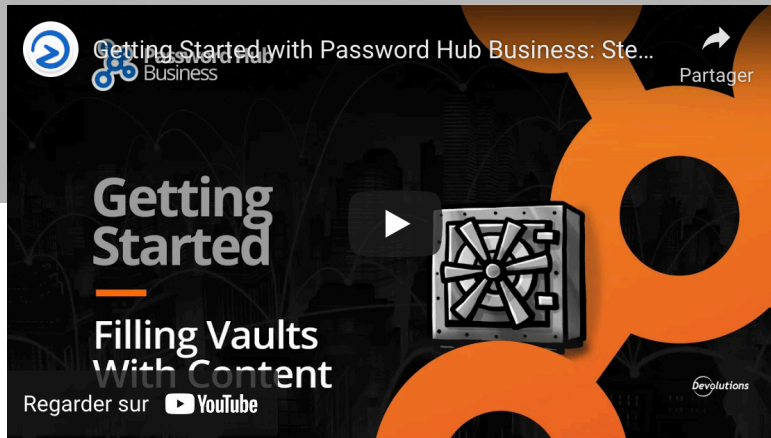 Getting Started with Password Hub Business: Ste...
Partager
Password Hub
Business
Getting
Started
Filling Vaults
With Content
Devolutions
Regarder sur YouTube